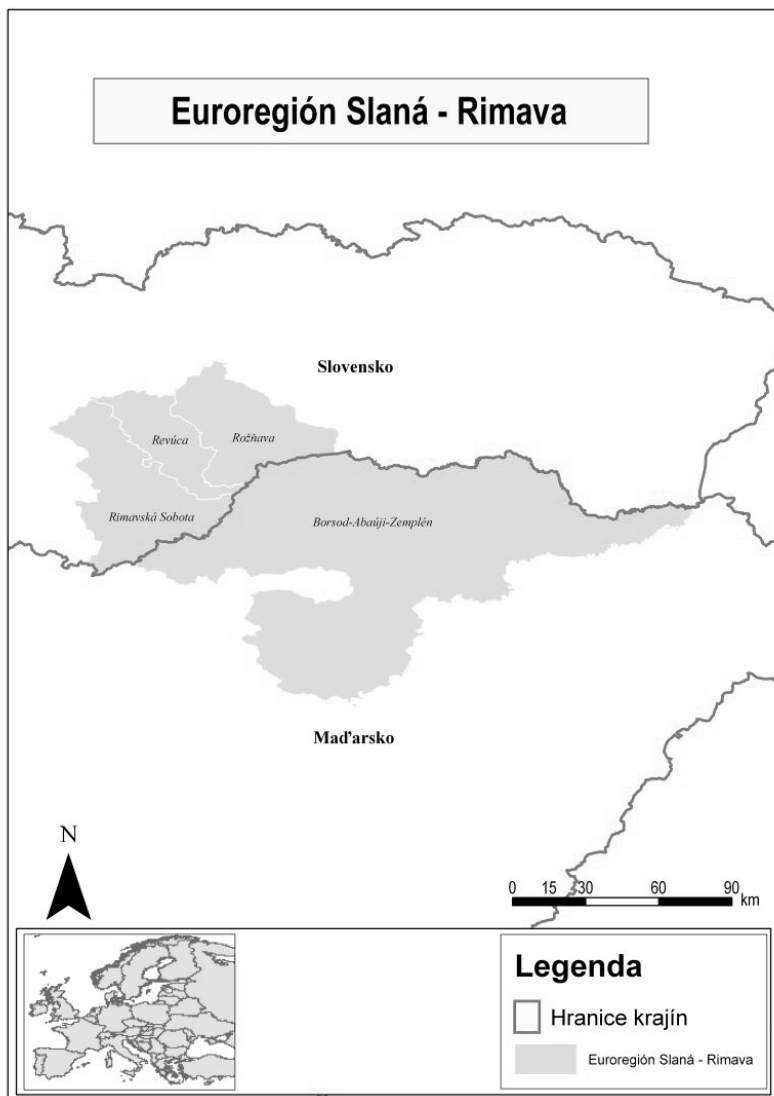 Euroregión Slaná - Rimava
Slovensko
Revúca
Rožňava
Rimavská Sobota
Borsod-Abaúji-Zemplén
Maďarsko
N
0 15 30 60 90
km
Legenda
Hranice krajín
Euroregión Slaná - Rimava